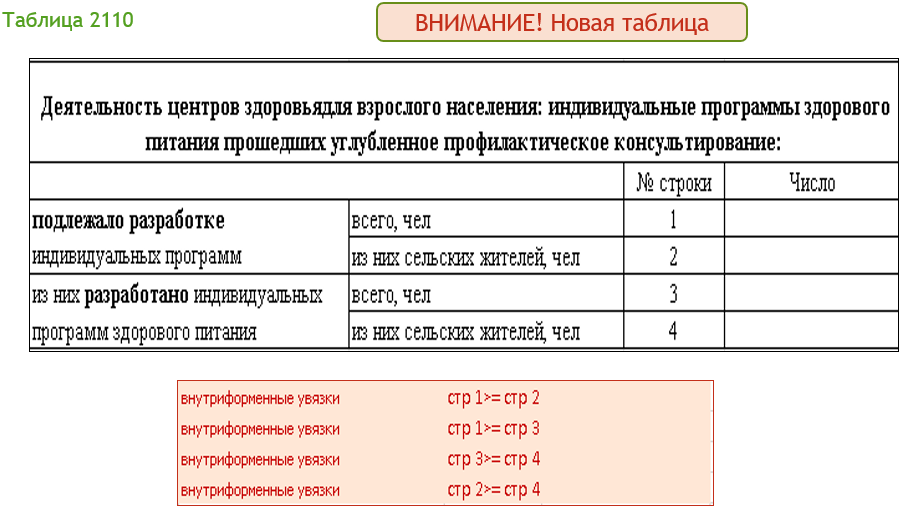 Таблица 2110
ВНИМАНИЕ! Новая таблица
Деятельность центров здоровьядля взрослого населения: индивидуальные программы здорового
питания прошедших углубленное профилактическое консультирование:
№ строки Число
подлежало разработке всего, чел 1
индивидуальных программ из них сельских жителей, чел 2
из них разработано индивидуальных всего, чел 3
программ здорового питания из них сельских жителей, чел 4
внутриформенные увязки стр 1>= стр 2
внутриформенные увязки стр 1>= стр 3
внутриформенные увязки стр 3>= стр 4
внутриформенные увязки стр 2>= стр 4